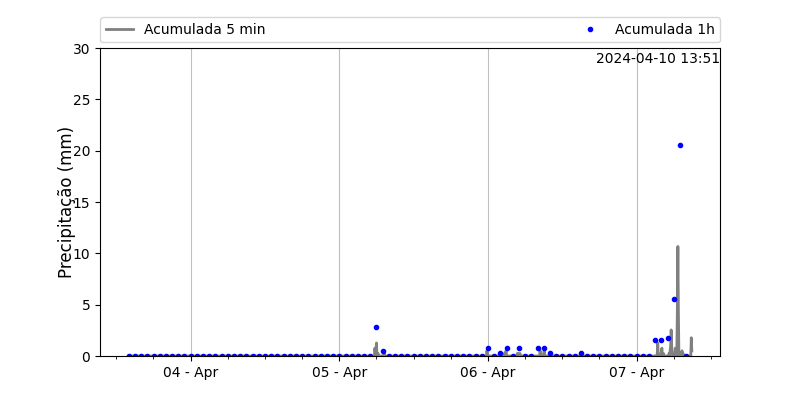 Acumulada 5 min
Acumulada 1h
2024-04-10 13:51
Precipitação (mm)
30
25
20
15
10
5
0
04 - Apr
05 - Apr
06 - Apr
07 - Apr